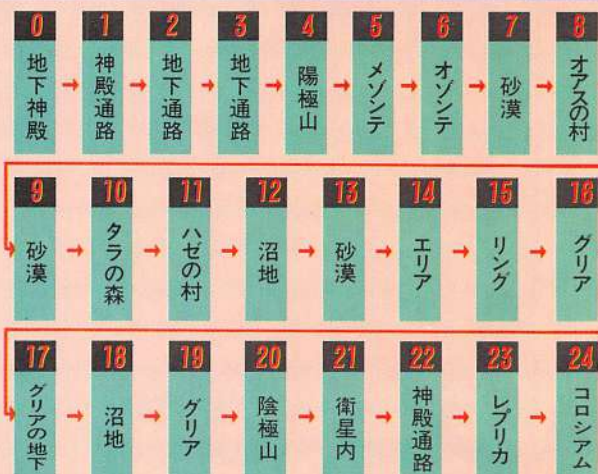 0
地下神殿
1
神殿通路
2
地下通路
3
地下通路
4
陽極山
5
メゾンテ
6
オゾンテ
7
砂漠
8
オアスの村
9
砂漠
10
タラの森
11
ハゼの村
12
沼地
13
砂漠
14
エリア
15
リング
16
グリア
17
グリアの地下
18
沼地
19
グリア
20
陰極山
21
衛星内
22
神殿通路
23
レプリカ
24
コロシアム